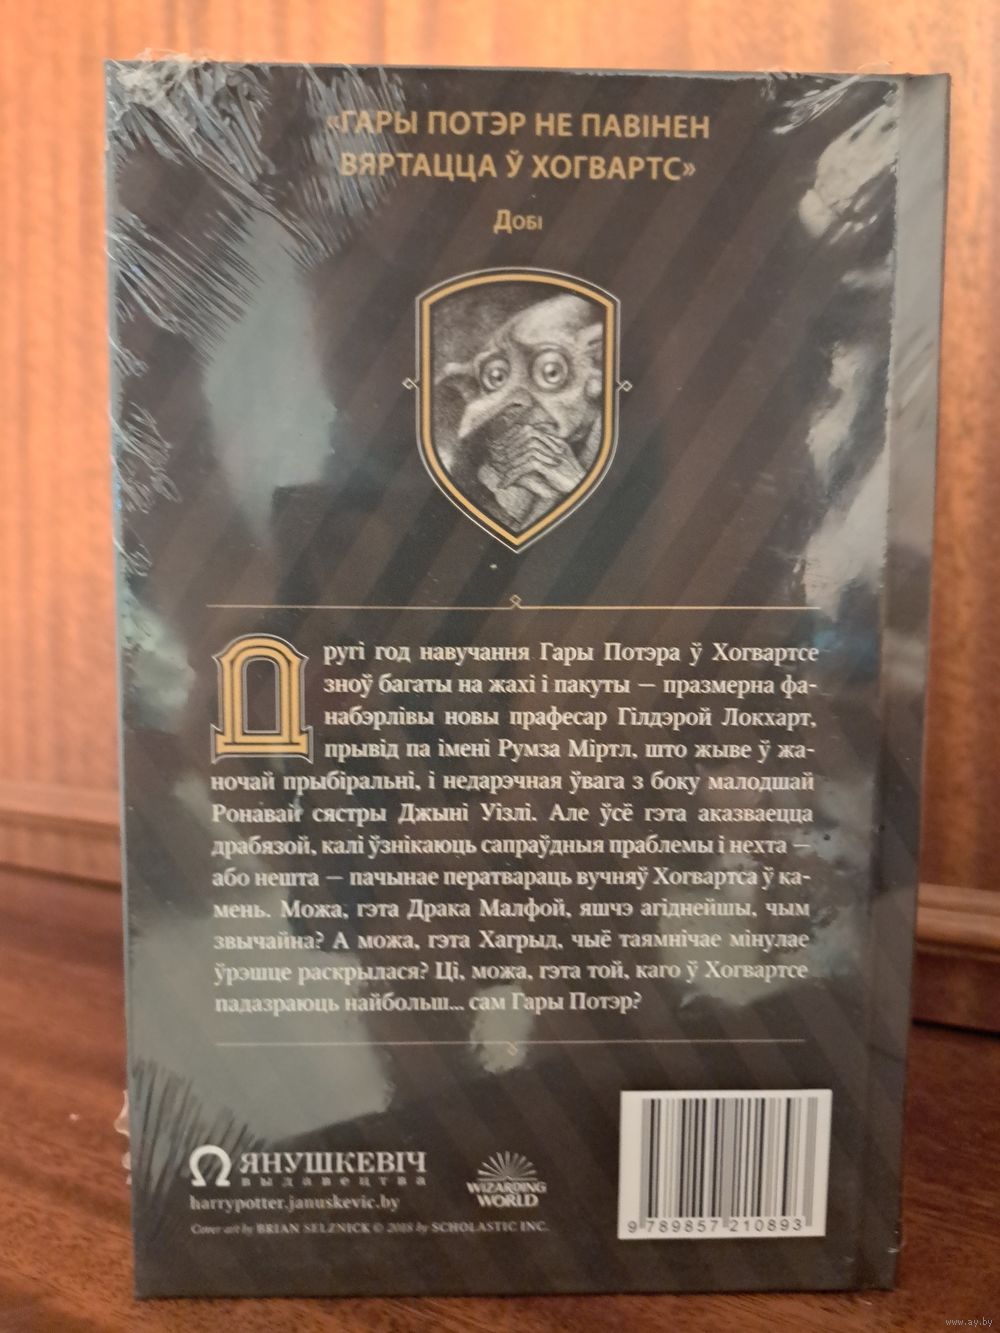 «ГАРЫ ПОТЭР НЕ ПАВІНЕН
ВЯРТАЦЦА Ў ХОГВАРТС»
Добі
Другі год навучання Гары Потэра ў Хогвартсе
зноў багаты на жахі і пакуты — празмерна фа-
набэрлівы новы прафесар Гілдэрой Локхарт,
прывід па імені Румза Міртл, што жыве ў жа-
ночай прыбіральні, і недарэчная ўвага з боку малодшай
Ронавай сястры Джыні Уізлі. Але ўсё гэта аказваецца
драбязой, калі ўзнікаюць сапраўдныя праблемы і нехта —
або нешта — пачынае ператвараць вучняў Хогвартса ў ка-
мень. Можа, гэта Драка Малфой, яшчэ агіднейшы, чым
звычайна? А можа, гэта Хагрыд, чыё таямнічае мінулае
ўрэшце раскрылася? Ці, можа, гэта той, каго ў Хогвартсе
падазраюць найбольш... сам Гары Потэр?
ЯНУШКЕВІЧ
выдавецтва
harrypotter.januskevic.by
WIZARDING
WORLD
Cover art by BRIAN SELZNICK © 2018 by SCHOLASTIC INC.
9 789857 210893
www.ay.by